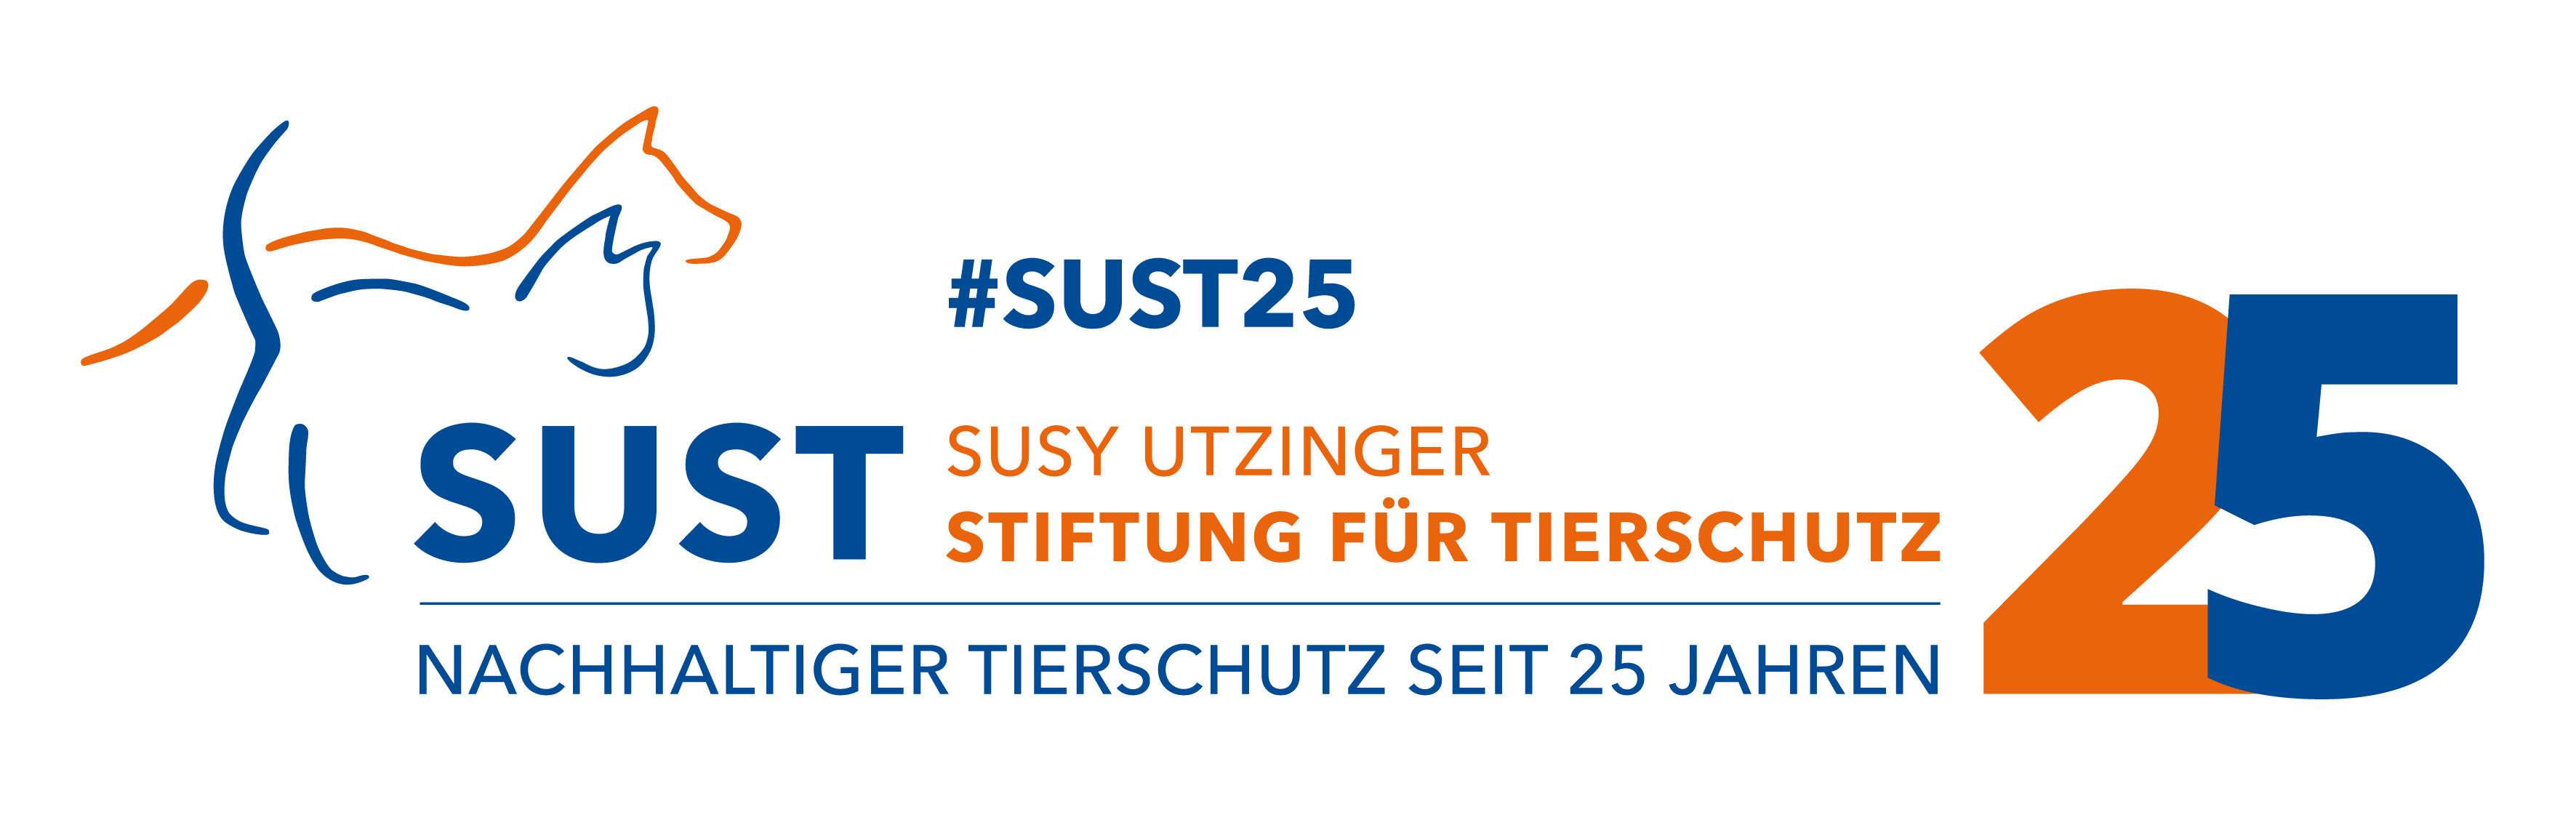 #SUST25
SUST
SUSY UTZINGER
STIFTUNG FÜR TIERSCHUTZ
NACHHALTIGER TIERSCHUTZ SEIT 25 JAHREN
25